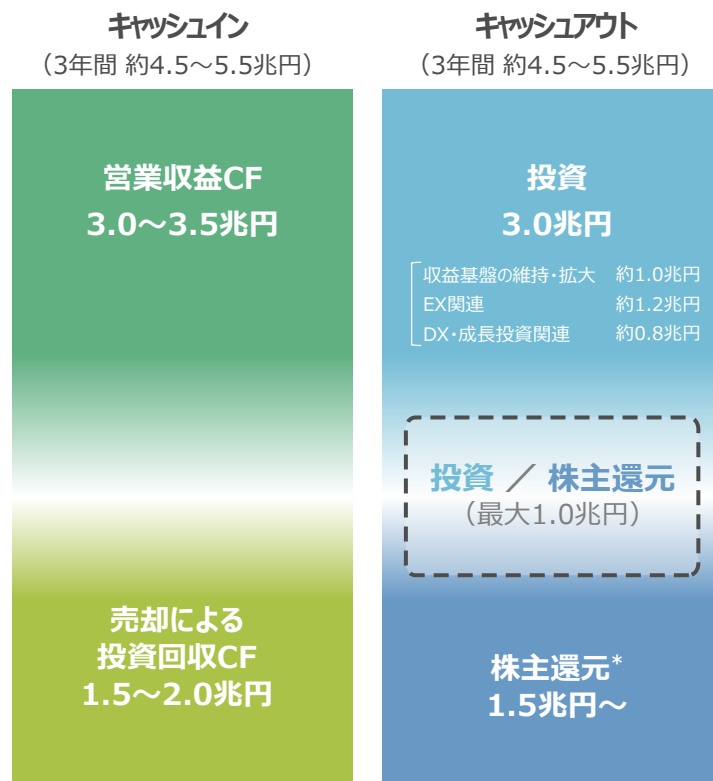 キャッシュイン
（3年間 約4.5～5.5兆円）
営業収益CF
3.0～3.5兆円
売却による
投資回収CF
1.5～2.0兆円
キャッシュアウト
（3年間 約4.5～5.5兆円）
投資
3.0兆円
収益基盤の維持・拡大 約1.0兆円
EX関連 約1.2兆円
DX・成長投資関連 約0.8兆円
投資 ／ 株主還元
（最大1.0兆円）
株主還元*
1.5兆円～